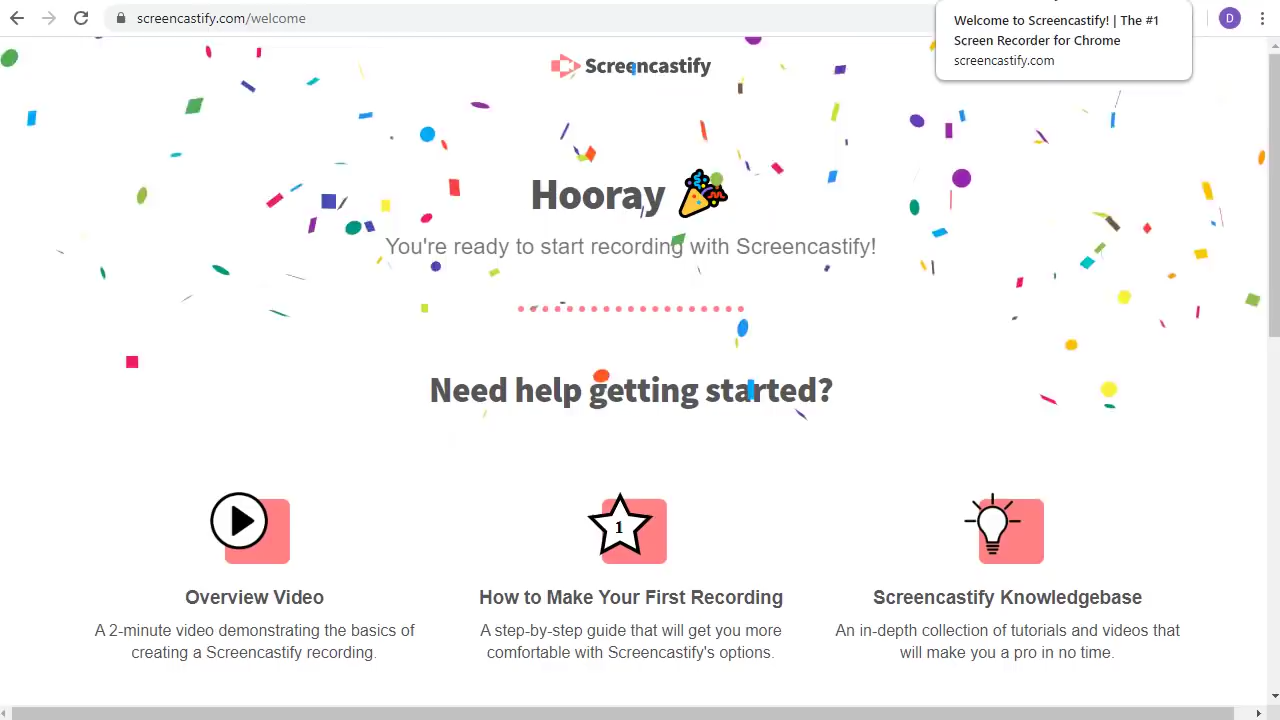 screencastify.com/welcome
Welcome to Screencastify! | The #1
Screen Recorder for Chrome
screencastify.com
D
Screencastify
Hooray
You're ready to start recording with Screencastify!
Need help getting started?
1
Overview Video
A 2-minute video demonstrating the basics of
creating a Screencastify recording.
How to Make Your First Recording
A step-by-step guide that will get you more
comfortable with Screencastify's options.
Screencastify Knowledgebase
An in-depth collection of tutorials and videos that
will make you a pro in no time.